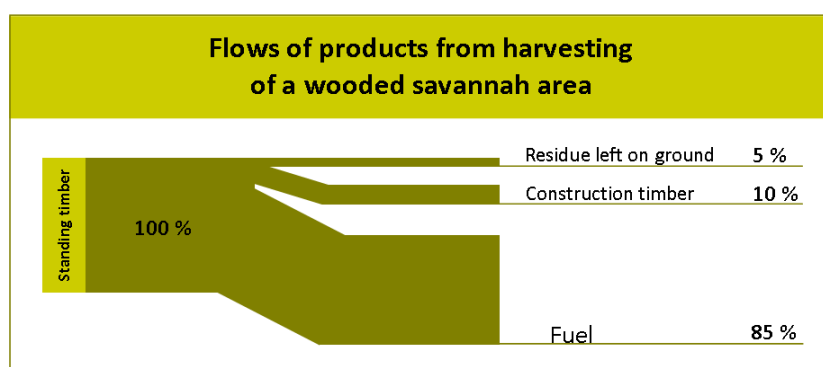 Flows of products from harvesting
of a wooded savannah area
Standing timber
100 %
Residue left on ground 5 %
Construction timber 10 %
Fuel 85 %